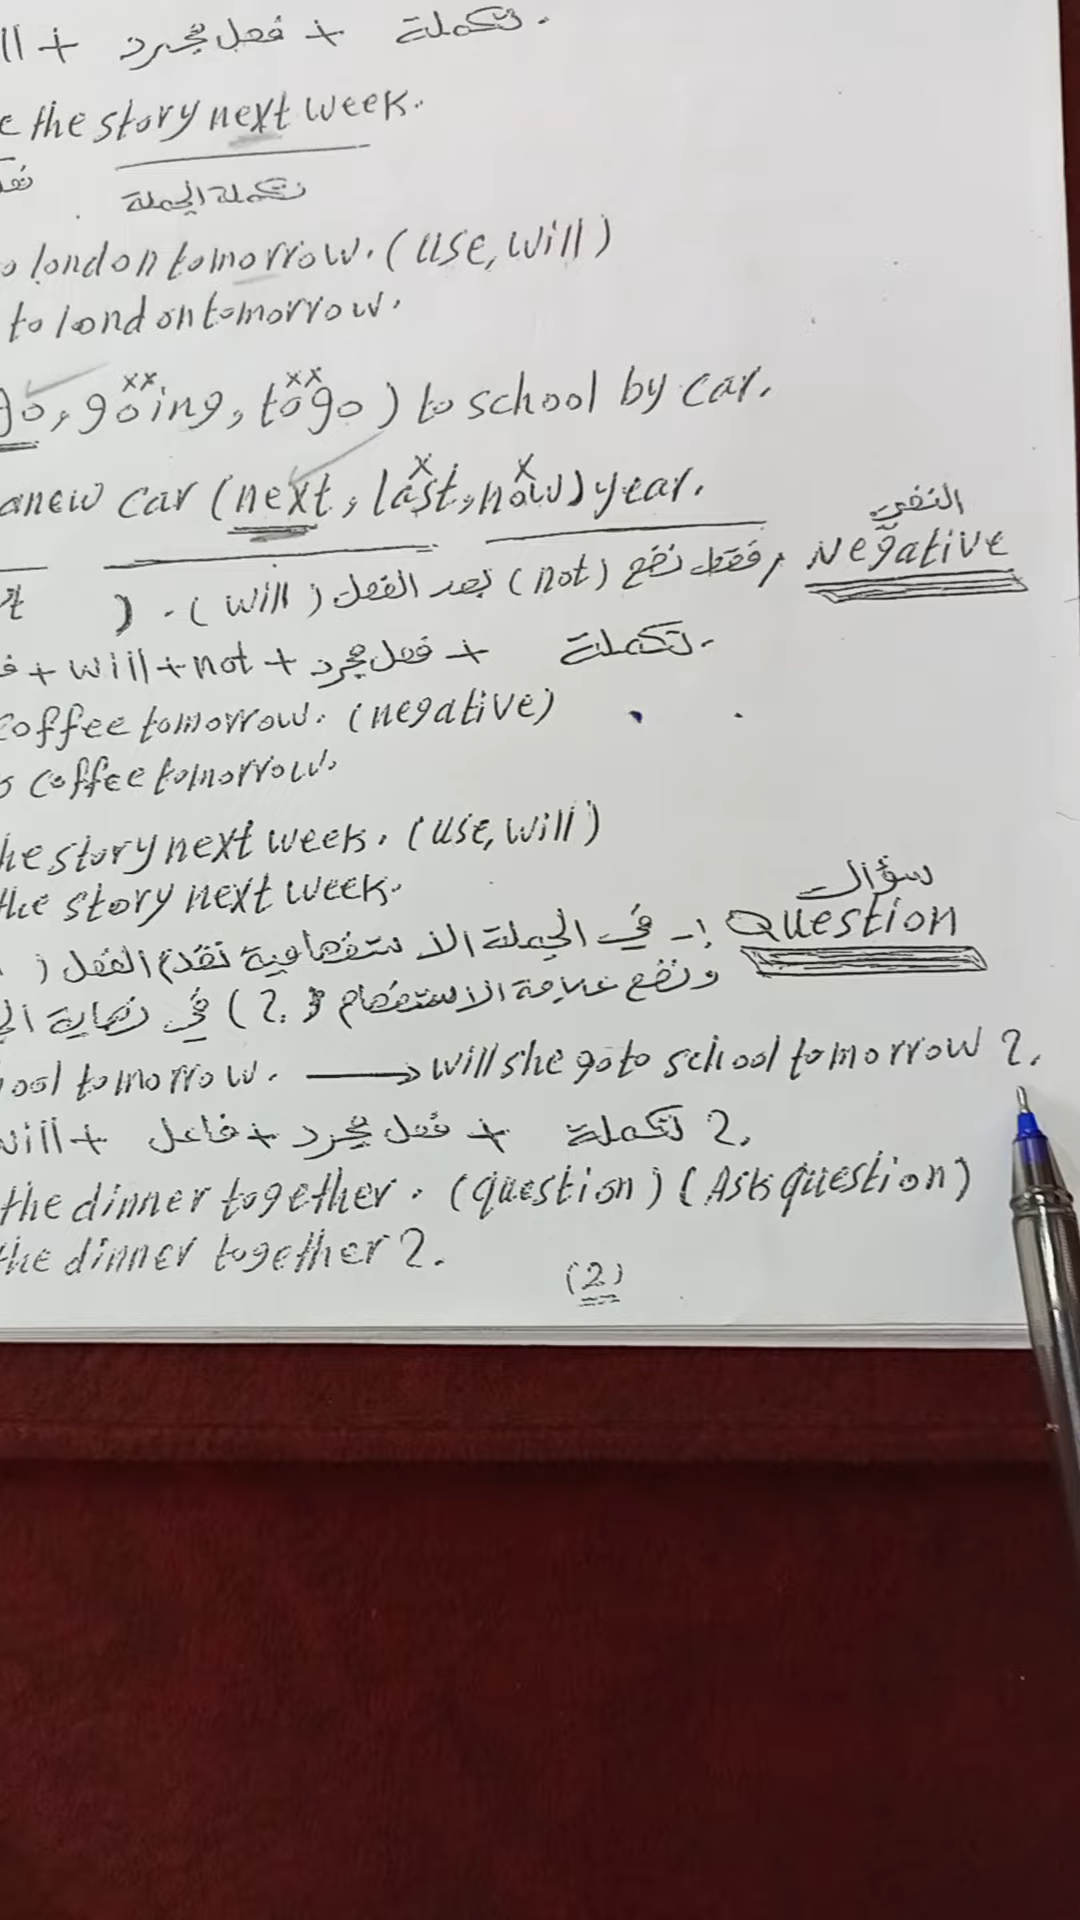 ll + فعل مجرد + تكملة.
e the story next week.
تكملة الجملة
o london tomorrow. (use, will)
to london tomorrow.
go, going, to go) to school by car.
xx xx
a new car (next, last, now) year.
x x
النفي
Negative , فقط نضع (not) بعد الفعل (will). (
ف + will + not + فعل مجرد + تكملة.
coffee tomorrow. (negative)
coffee tomorrow.
he story next week. (use, will)
the story next week.
سؤال
Question :- في الجملة الاستفهامية نقدم الفعل (
ونضع علامة الاستفهام (?.) في نهاية
ool tomorrow. → will she go to school tomorrow ?.
will + فاعل + فعل مجرد + تكملة ?.
the dinner together. (question) (Ask question)
the dinner together ?.
(2)